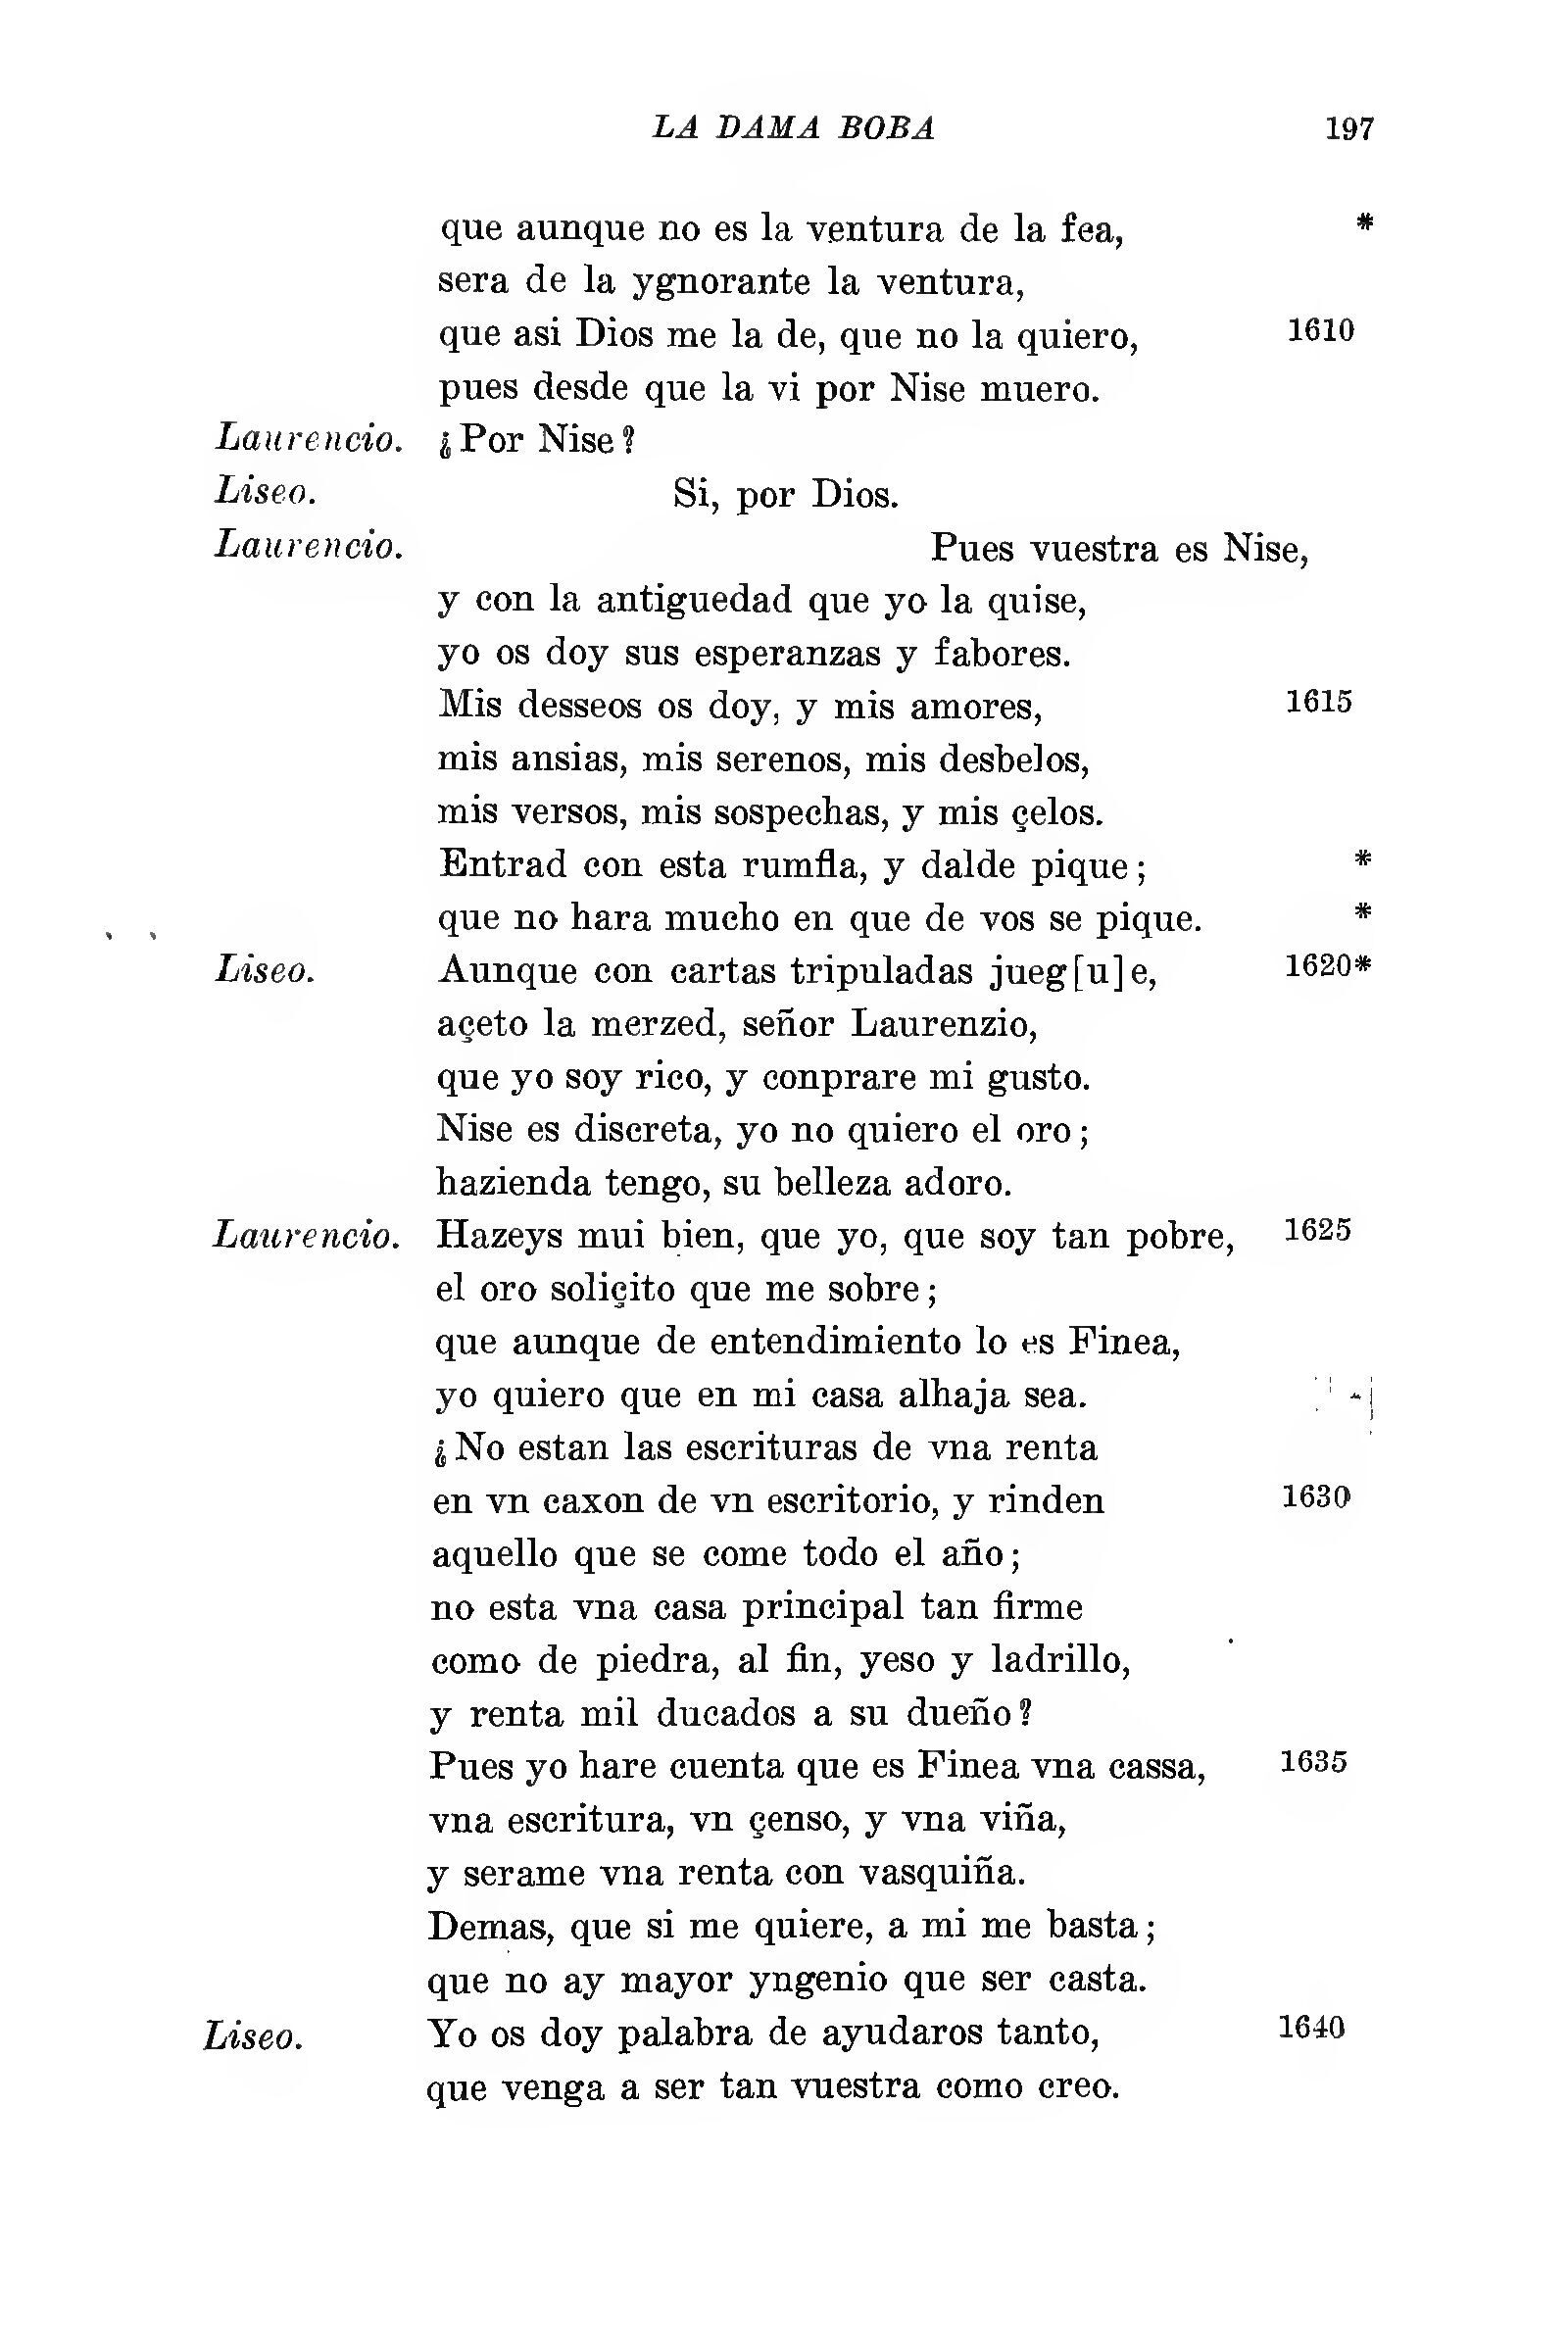 LA DAMA BOBA 197
que aunque no es la ventura de la fea, *
sera de la ygnorante la ventura,
que asi Dios me la de, que no la quiero, 1610
pues desde que la vi por Nise muero.
Laurencio. ¿Por Nise?
Liseo. Si, por Dios.
Laurencio. Pues vuestra es Nise,
y con la antiguedad que yo la quise,
yo os doy sus esperanzas y fabores.
Mis desseos os doy, y mis amores, 1615
mis ansias, mis serenos, mis desbelos,
mis versos, mis sospechas, y mis çelos.
Entrad con esta rumfla, y dalde pique; *
que no hara mucho en que de vos se pique. *
Liseo. Aunque con cartas tripuladas jueg[u]e, 1620*
açeto la merzed, señor Laurenzio,
que yo soy rico, y conprare mi gusto.
Nise es discreta, yo no quiero el oro;
hazienda tengo, su belleza adoro.
Laurencio. Hazeys mui bien, que yo, que soy tan pobre, 1625
el oro soliçito que me sobre;
que aunque de entendimiento lo es Finea,
yo quiero que en mi casa alhaja sea.
¿No estan las escrituras de vna renta
en vn caxon de vn escritorio, y rinden 1630
aquello que se come todo el año;
no esta vna casa principal tan firme
como de piedra, al fin, yeso y ladrillo,
y renta mil ducados a su dueño?
Pues yo hare cuenta que es Finea vna cassa, 1635
vna escritura, vn çenso, y vna viña,
y serame vna renta con vasquiña.
Demas, que si me quiere, a mi me basta;
que no ay mayor yngenio que ser casta.
Liseo. Yo os doy palabra de ayudaros tanto, 1640
que venga a ser tan vuestra como creo.